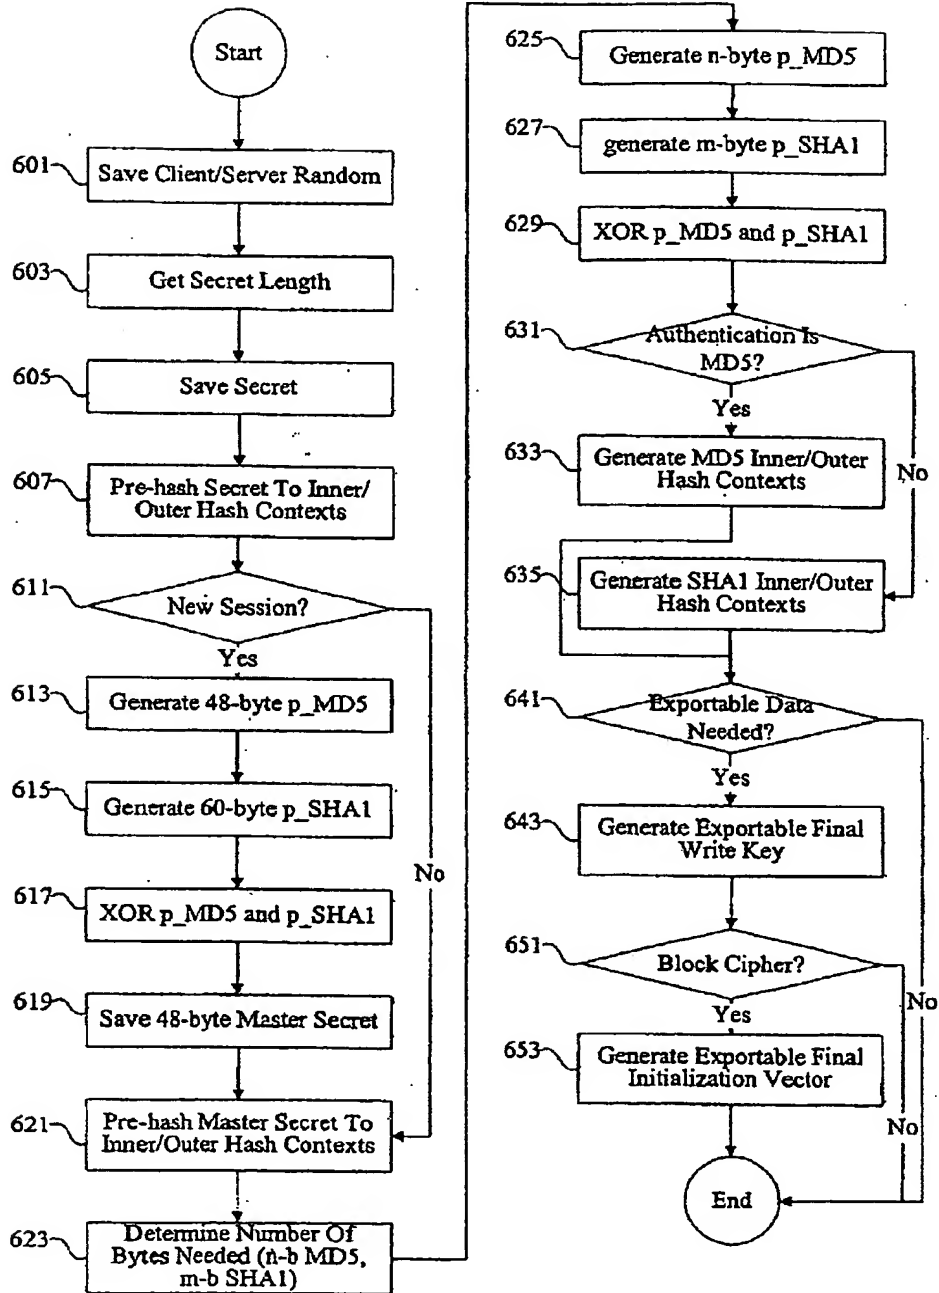 Start
601
Save Client/Server Random
603
Get Secret Length
605
Save Secret
607
Pre-hash Secret To Inner/
Outer Hash Contexts
611
New Session?
Yes
No
613
Generate 48-byte p_MD5
615
Generate 60-byte p_SHA1
617
XOR p_MD5 and p_SHA1
619
Save 48-byte Master Secret
621
Pre-hash Master Secret To
Inner/Outer Hash Contexts
623
Determine Number Of
Bytes Needed (n-b MD5,
m-b SHA1)
625
Generate n-byte p_MD5
627
generate m-byte p_SHA1
629
XOR p_MD5 and p_SHA1
631
Authentication Is
MD5?
Yes
No
633
Generate MD5 Inner/Outer
Hash Contexts
635
Generate SHA1 Inner/Outer
Hash Contexts
641
Exportable Data
Needed?
Yes
No
643
Generate Exportable Final
Write Key
651
Block Cipher?
Yes
No
653
Generate Exportable Final
Initialization Vector
End